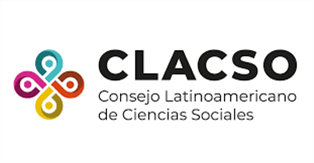 CLACSO
Consejo Latinoamericano
de Ciencias Sociales